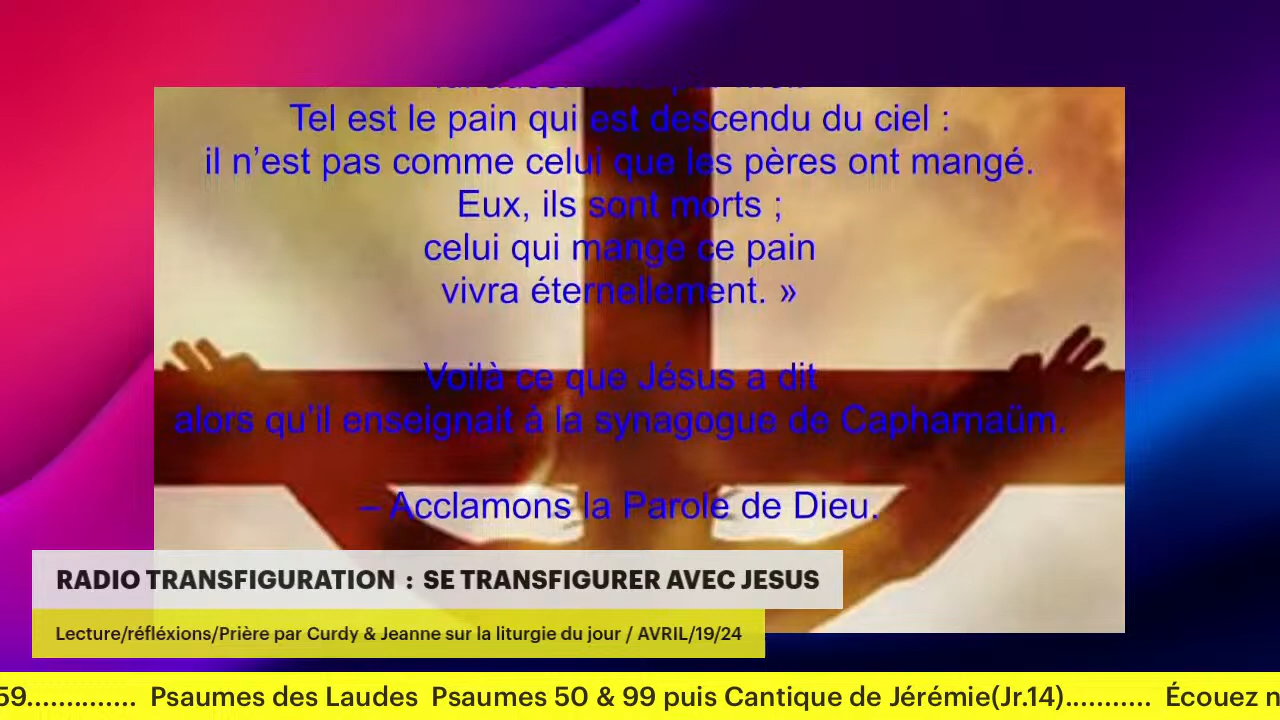 Tel est le pain qui est descendu du ciel :
il n’est pas comme celui que les pères ont mangé.
Eux, ils sont morts ;
celui qui mange ce pain
vivra éternellement. »
Voilà ce que Jésus a dit
alors qu’il enseignait à la synagogue de Capharnaüm.
– Acclamons la Parole de Dieu.
RADIO TRANSFIGURATION : SE TRANSFIGURER AVEC JESUS
Lecture/réfléxions/Prière par Curdy & Jeanne sur la liturgie du jour / AVRIL/19/24
59.............. Psaumes des Laudes Psaumes 50 & 99 puis Cantique de Jérémie(Jr.14)........... Écouez n